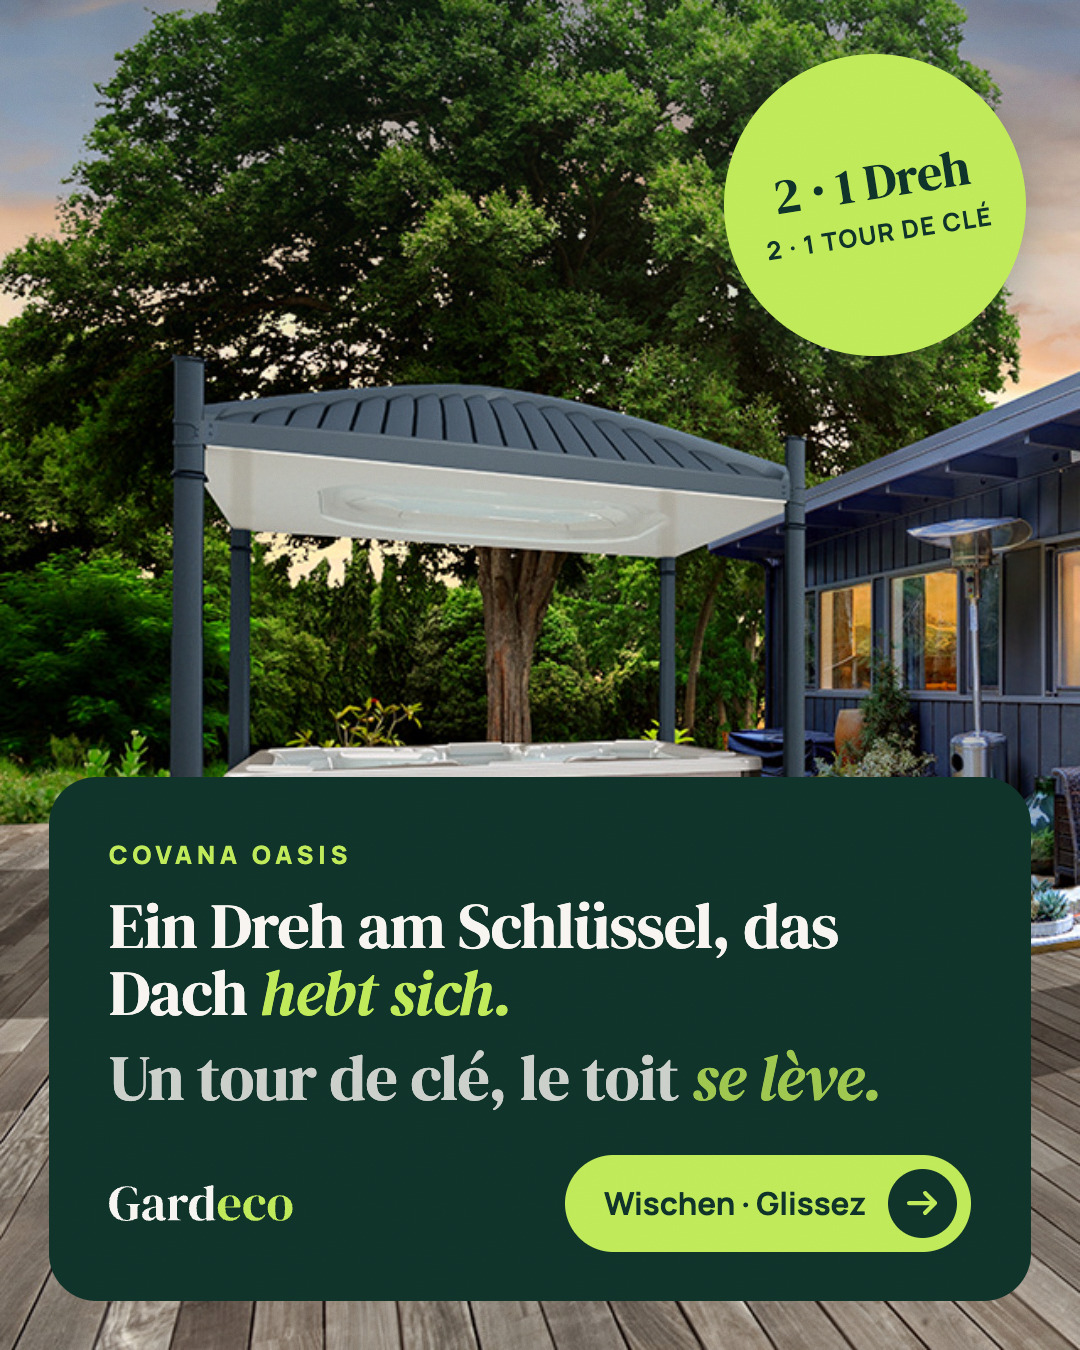 2 · 1 Dreh
2 · 1 TOUR DE CLÉ
COVANA OASIS
Ein Dreh am Schlüssel, das
Dach hebt sich.
Un tour de clé, le toit se lève.
Gardeco
Wischen · Glissez